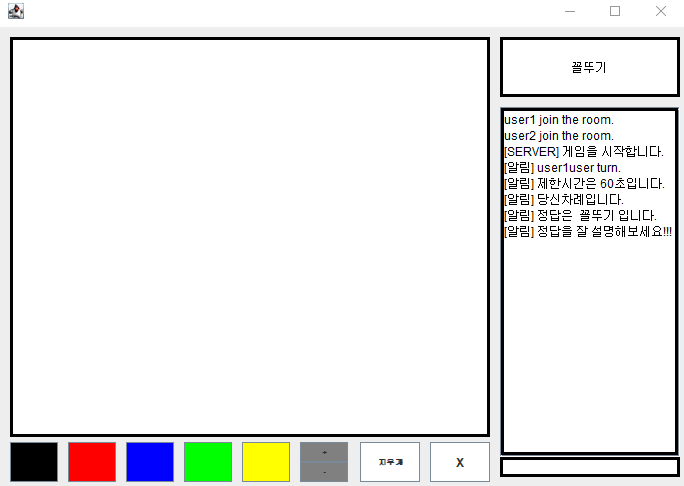 꼴뚜기
user1 join the room.
user2 join the room.
[SERVER] 게임을 시작합니다.
[알림] user1user turn.
[알림] 제한시간은 60초입니다.
[알림] 당신차례입니다.
[알림] 정답은  꼴뚜기 입니다.
[알림] 정답을 잘 설명해보세요!!!
+
-
지우개
X